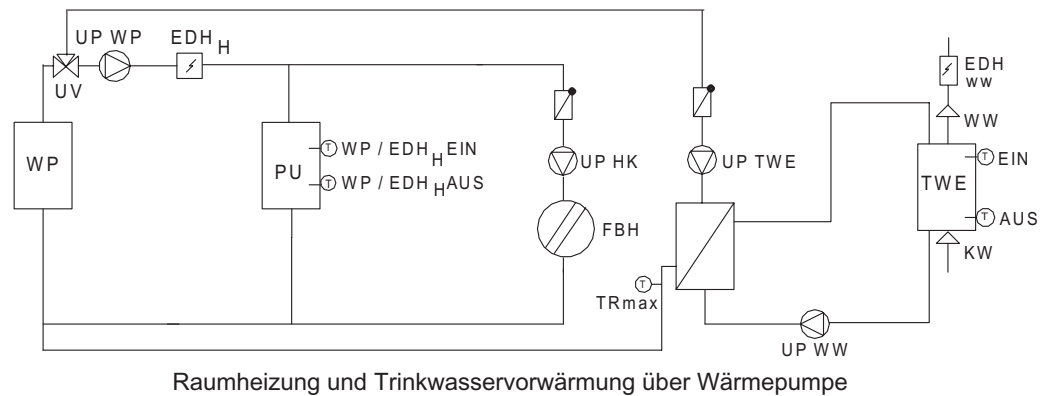 UP WP
EDH H
UV
WP
PU
T WP / EDH H EIN
T WP / EDH H AUS
UP HK
FBH
UP TWE
T
TRmax
UP WW
EDH
WW
WW
TWE
T EIN
T AUS
KW
Raumheizung und Trinkwasservorwärmung über Wärmepumpe